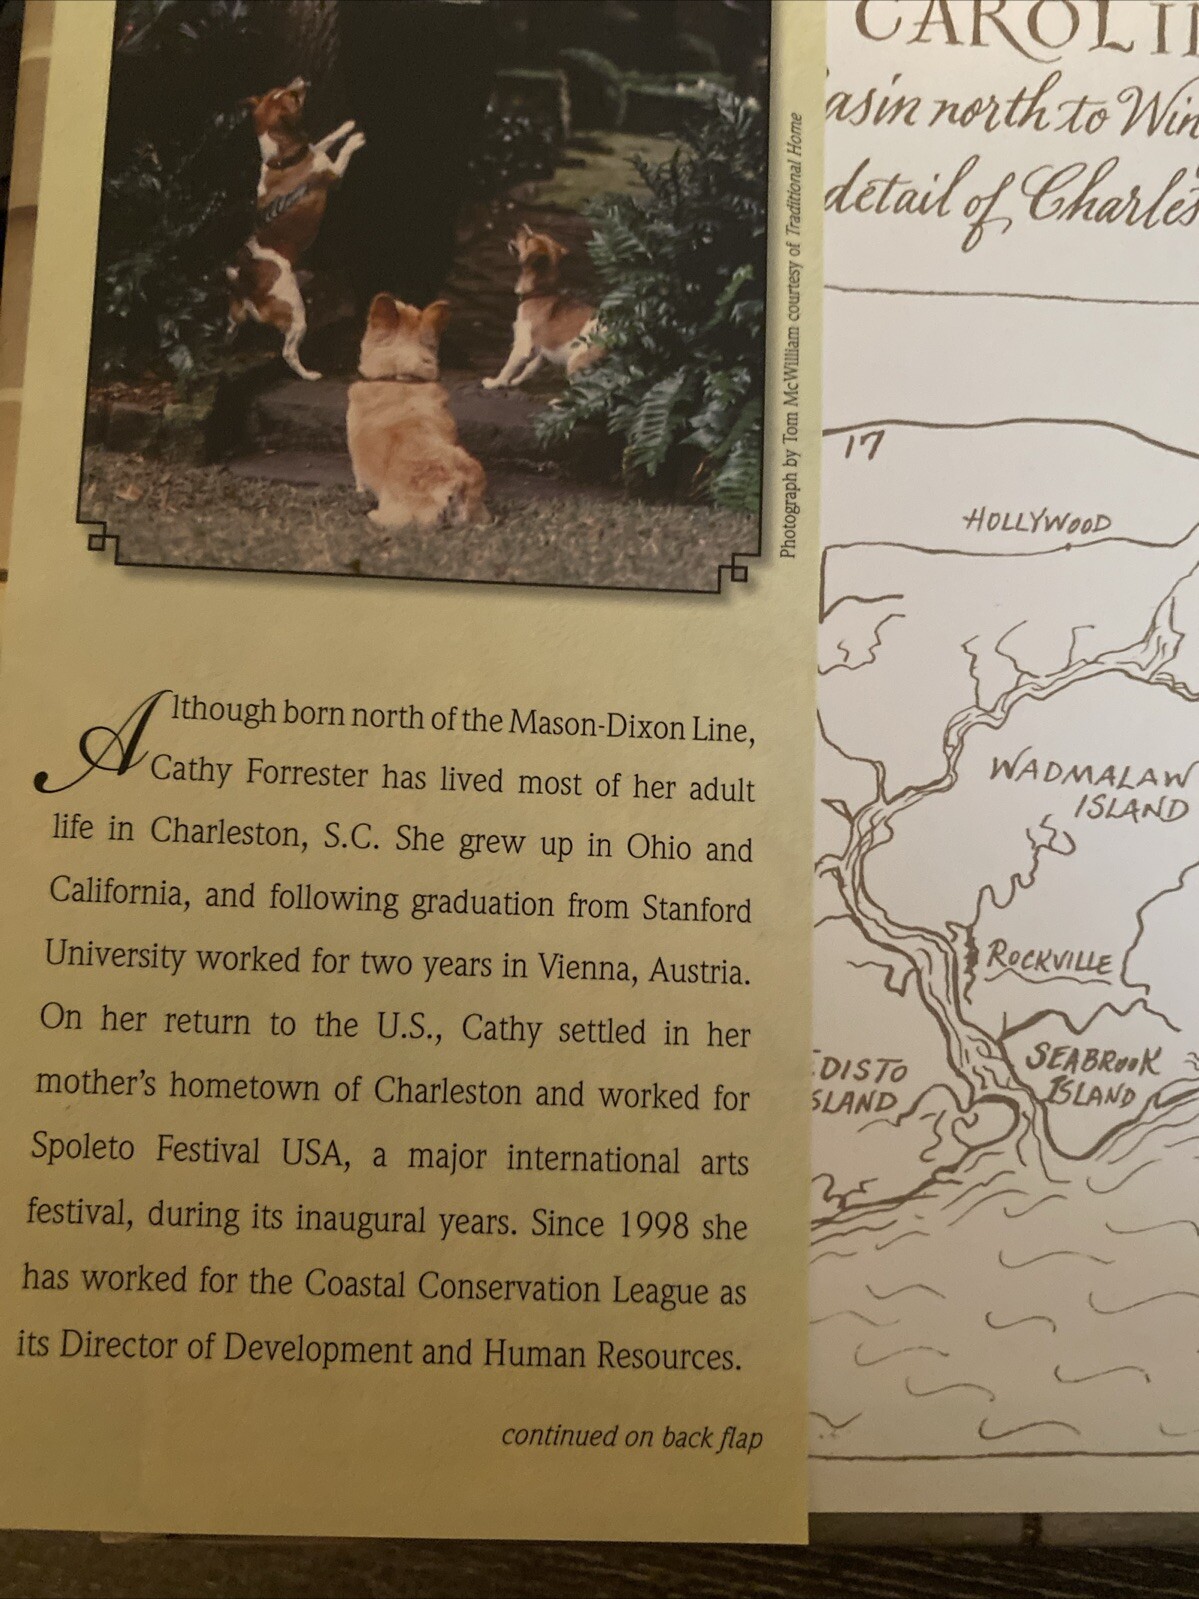 Photograph by Tom McWilliam courtesy of Traditional Home
Although born north of the Mason-Dixon Line,
Cathy Forrester has lived most of her adult
life in Charleston, S.C. She grew up in Ohio and
California, and following graduation from Stanford
University worked for two years in Vienna, Austria.
On her return to the U.S., Cathy settled in her
mother's hometown of Charleston and worked for
Spoleto Festival USA, a major international arts
festival, during its inaugural years. Since 1998 she
has worked for the Coastal Conservation League as
its Director of Development and Human Resources.
continued on back flap
CAROLI
asin north to Win
detail of Charles
17
HOLLYWOOD
WADMALAW
ISLAND
ROCKVILLE
SEABROOK
ISLAND
EDISTO
SLAND